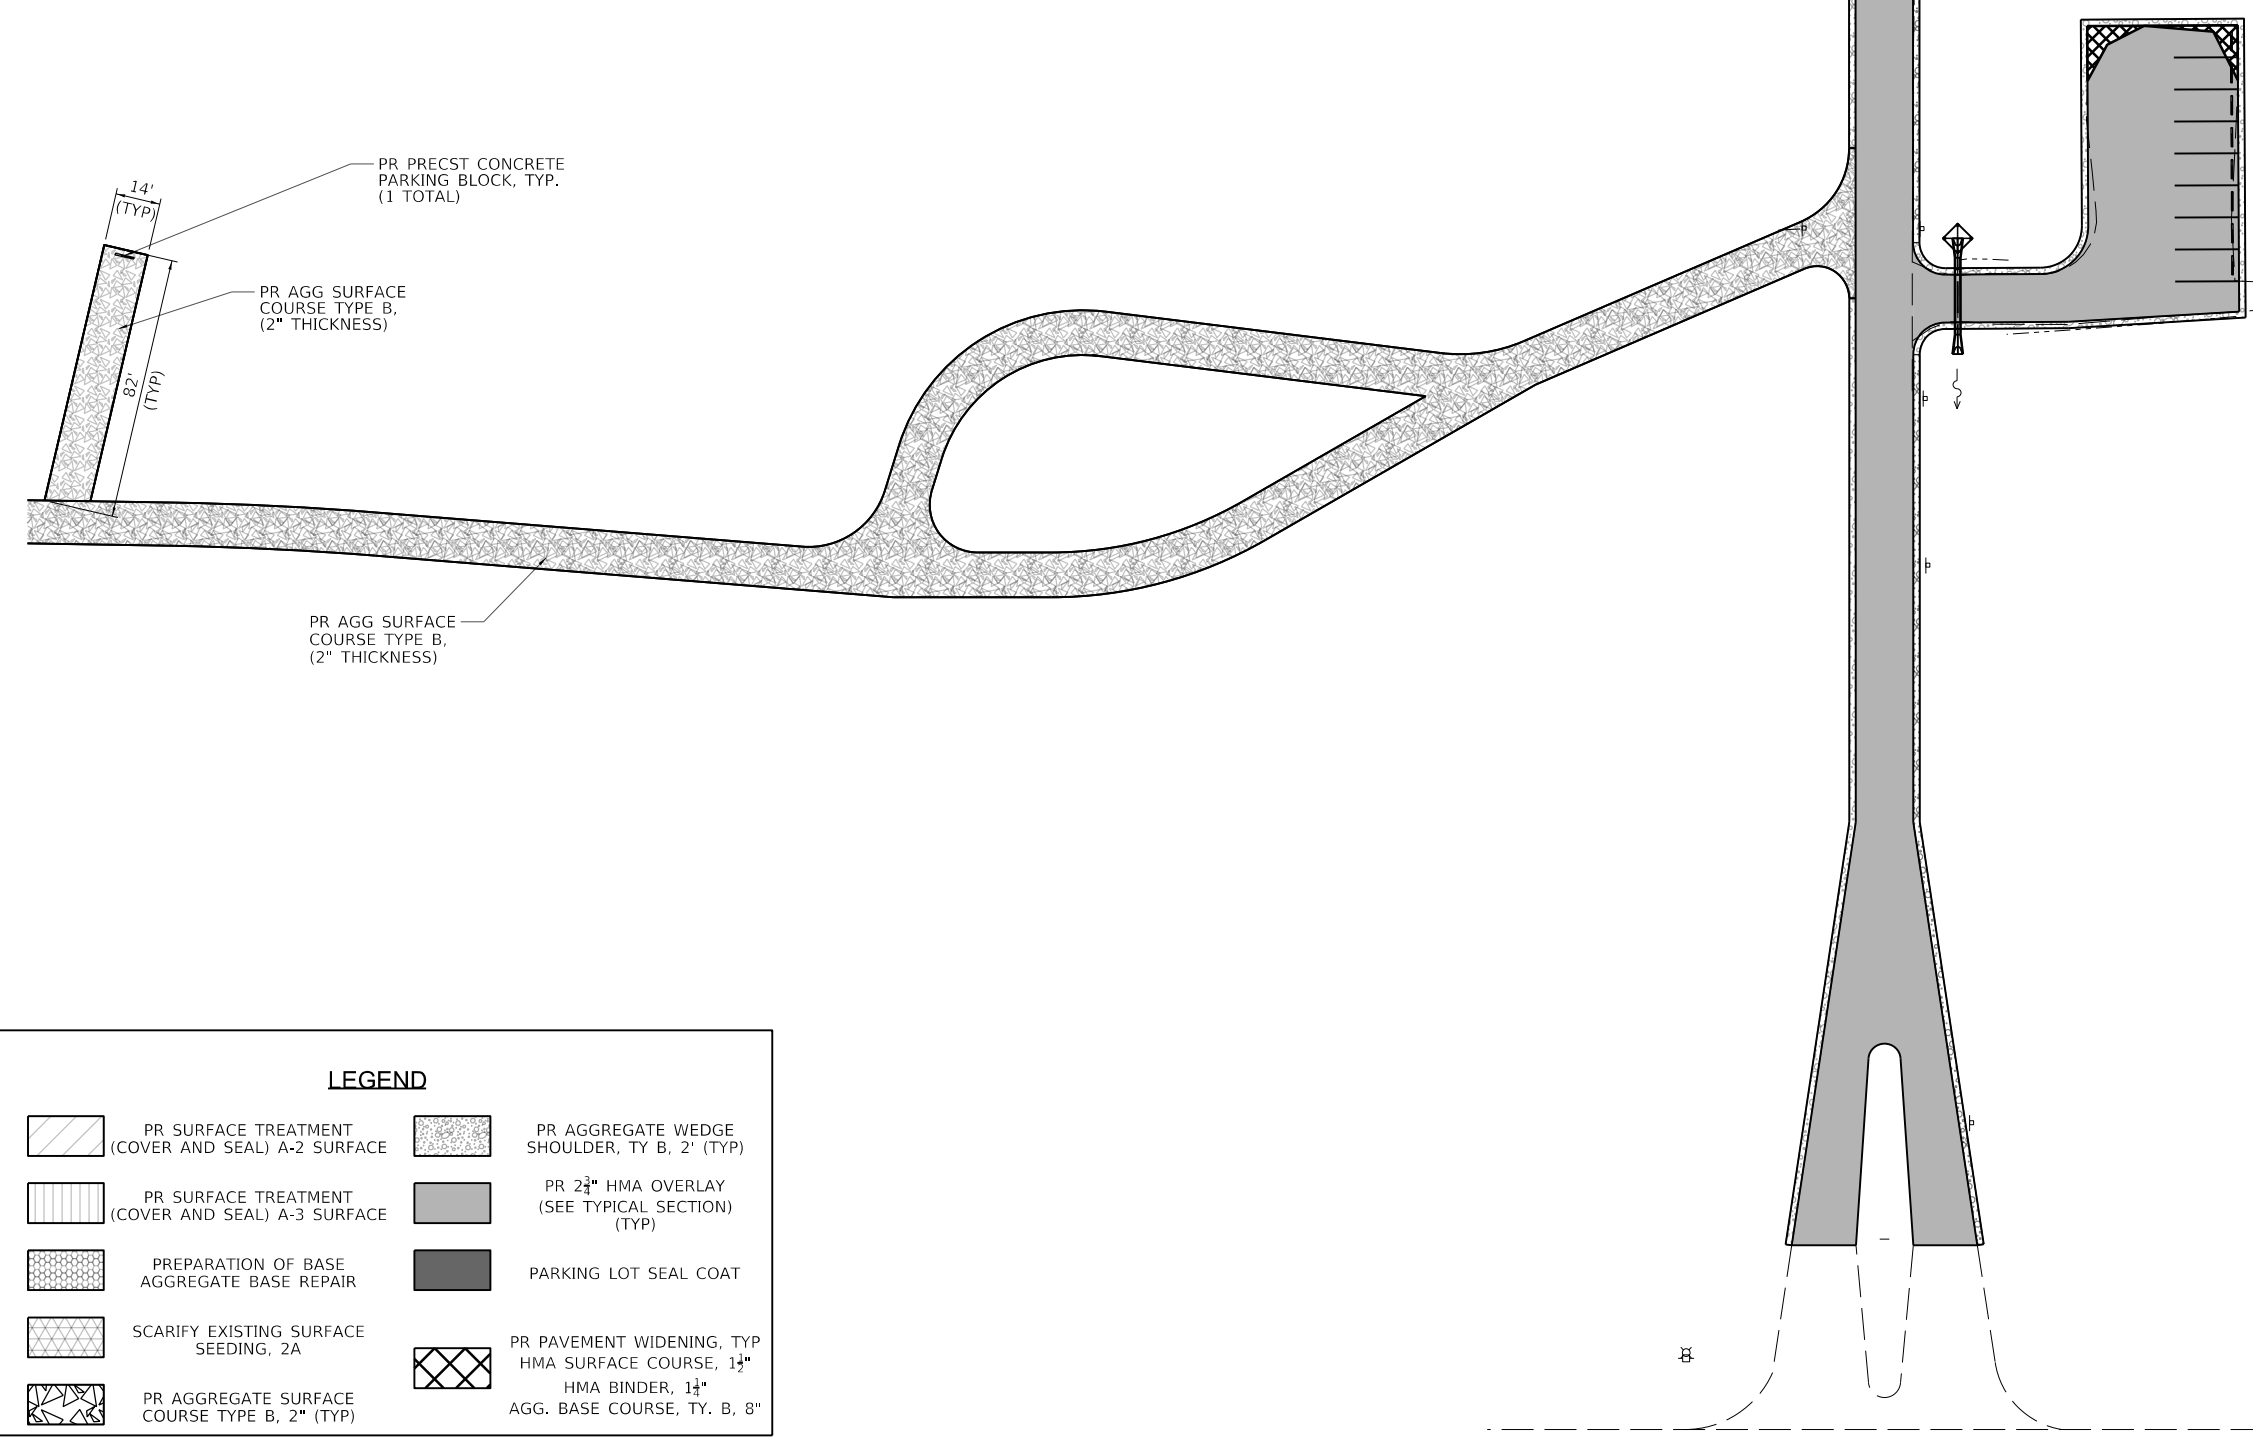 PR PRECST CONCRETE
PARKING BLOCK, TYP.
(1 TOTAL)
14'
(TYP)
PR AGG SURFACE
COURSE TYPE B,
(2" THICKNESS)
82'
(TYP)
PR AGG SURFACE
COURSE TYPE B,
(2" THICKNESS)
LEGEND
PR SURFACE TREATMENT
(COVER AND SEAL) A-2 SURFACE
PR SURFACE TREATMENT
(COVER AND SEAL) A-3 SURFACE
PREPARATION OF BASE
AGGREGATE BASE REPAIR
SCARIFY EXISTING SURFACE
SEEDING, 2A
PR AGGREGATE SURFACE
COURSE TYPE B, 2" (TYP)
PR AGGREGATE WEDGE
SHOULDER, TY B, 2' (TYP)
PR 2¾" HMA OVERLAY
(SEE TYPICAL SECTION)
(TYP)
PARKING LOT SEAL COAT
PR PAVEMENT WIDENING, TYP
HMA SURFACE COURSE, 1½"
HMA BINDER, 1¼"
AGG. BASE COURSE, TY. B, 8"